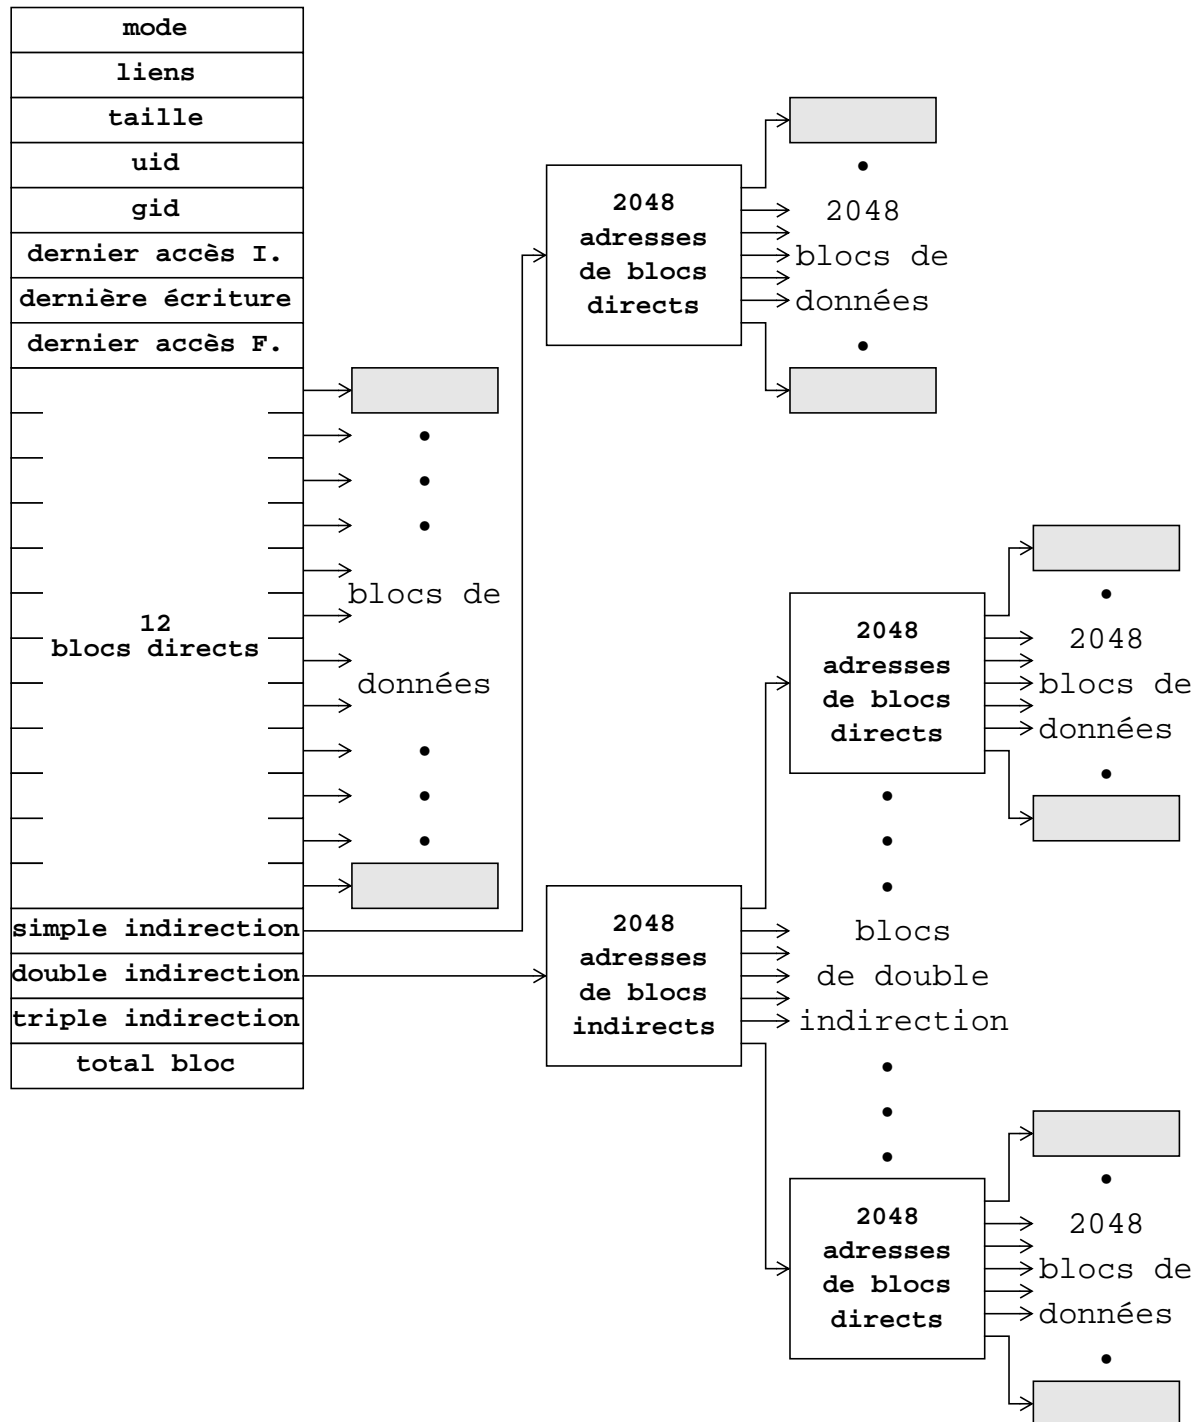 mode
liens
taille
uid
gid
dernier accès I.
dernière écriture
dernier accès F.
12
blocs directs
simple indirection
double indirection
triple indirection
total bloc
blocs de
données
2048
adresses
de blocs
directs
2048
blocs de
données
2048
adresses
de blocs
indirects
blocs
de double
indirection
2048
adresses
de blocs
directs
2048
blocs de
données
2048
adresses
de blocs
directs
2048
blocs de
données